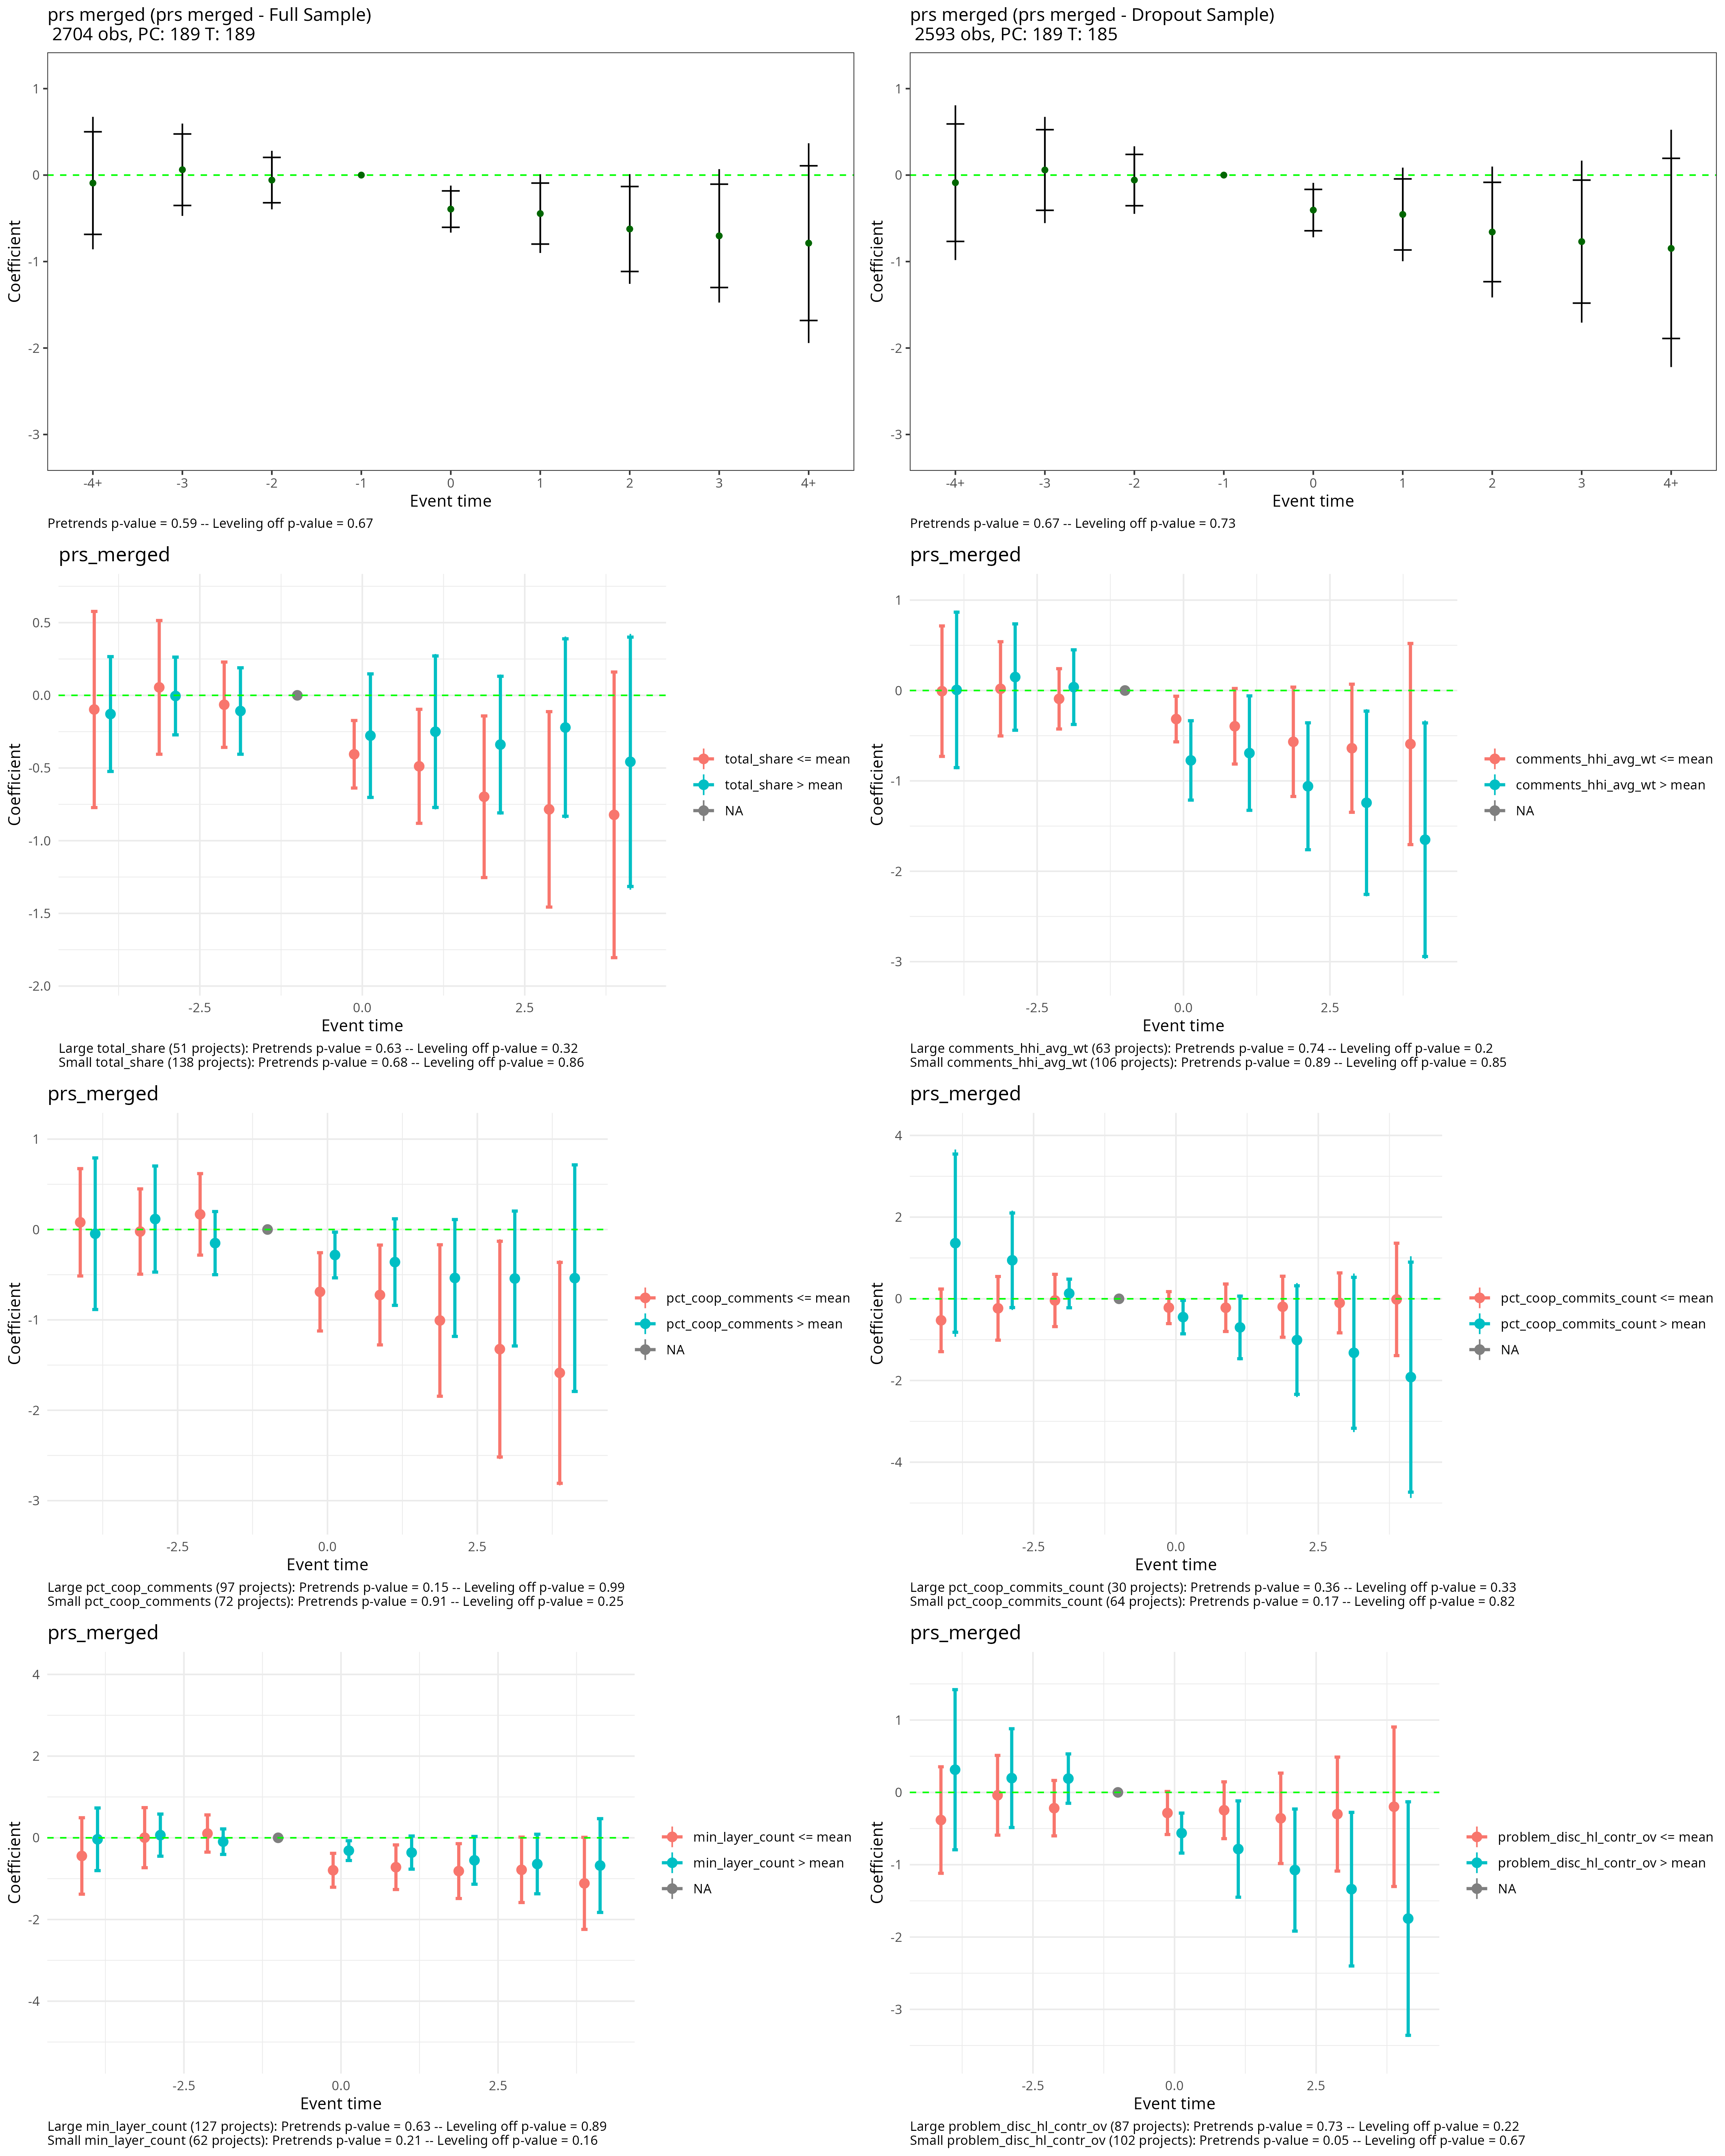 prs merged (prs merged - Full Sample)
2704 obs, PC: 189 T: 189
1
0
-1
-2
-3
Coefficient
-4+
-3
-2
-1
0
1
2
3
4+
Event time
Pretrends p-value = 0.59 -- Leveling off p-value = 0.67
prs merged (prs merged - Dropout Sample)
2593 obs, PC: 189 T: 185
1
0
-1
-2
-3
Coefficient
-4+
-3
-2
-1
0
1
2
3
4+
Event time
Pretrends p-value = 0.67 -- Leveling off p-value = 0.73
prs_merged
0.5
0.0
-0.5
-1.0
-1.5
-2.0
Coefficient
-2.5
0.0
2.5
Event time
total_share <= mean
total_share > mean
NA
Large total_share (51 projects): Pretrends p-value = 0.63 -- Leveling off p-value = 0.32
Small total_share (138 projects): Pretrends p-value = 0.68 -- Leveling off p-value = 0.86
prs_merged
1
0
-1
-2
-3
Coefficient
-2.5
0.0
2.5
Event time
comments_hhi_avg_wt <= mean
comments_hhi_avg_wt > mean
NA
Large comments_hhi_avg_wt (63 projects): Pretrends p-value = 0.74 -- Leveling off p-value = 0.2
Small comments_hhi_avg_wt (106 projects): Pretrends p-value = 0.89 -- Leveling off p-value = 0.85
prs_merged
1
0
-1
-2
-3
Coefficient
-2.5
0.0
2.5
Event time
pct_coop_comments <= mean
pct_coop_comments > mean
NA
Large pct_coop_comments (97 projects): Pretrends p-value = 0.15 -- Leveling off p-value = 0.99
Small pct_coop_comments (72 projects): Pretrends p-value = 0.91 -- Leveling off p-value = 0.25
prs_merged
4
2
0
-2
-4
Coefficient
-2.5
0.0
2.5
Event time
pct_coop_commits_count <= mean
pct_coop_commits_count > mean
NA
Large pct_coop_commits_count (30 projects): Pretrends p-value = 0.36 -- Leveling off p-value = 0.33
Small pct_coop_commits_count (64 projects): Pretrends p-value = 0.17 -- Leveling off p-value = 0.82
prs_merged
4
2
0
-2
-4
Coefficient
-2.5
0.0
2.5
Event time
min_layer_count <= mean
min_layer_count > mean
NA
Large min_layer_count (127 projects): Pretrends p-value = 0.63 -- Leveling off p-value = 0.89
Small min_layer_count (62 projects): Pretrends p-value = 0.21 -- Leveling off p-value = 0.16
prs_merged
1
0
-1
-2
-3
Coefficient
-2.5
0.0
2.5
Event time
problem_disc_hl_contr_ov <= mean
problem_disc_hl_contr_ov > mean
NA
Large problem_disc_hl_contr_ov (87 projects): Pretrends p-value = 0.73 -- Leveling off p-value = 0.22
Small problem_disc_hl_contr_ov (102 projects): Pretrends p-value = 0.05 -- Leveling off p-value = 0.67